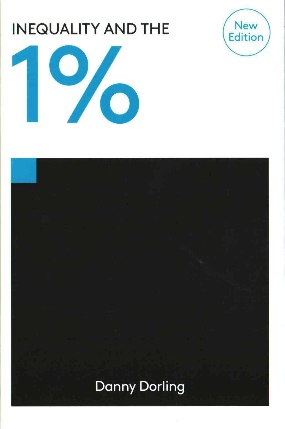 INEQUALITY AND THE
1%
New
Edition
Danny Dorling